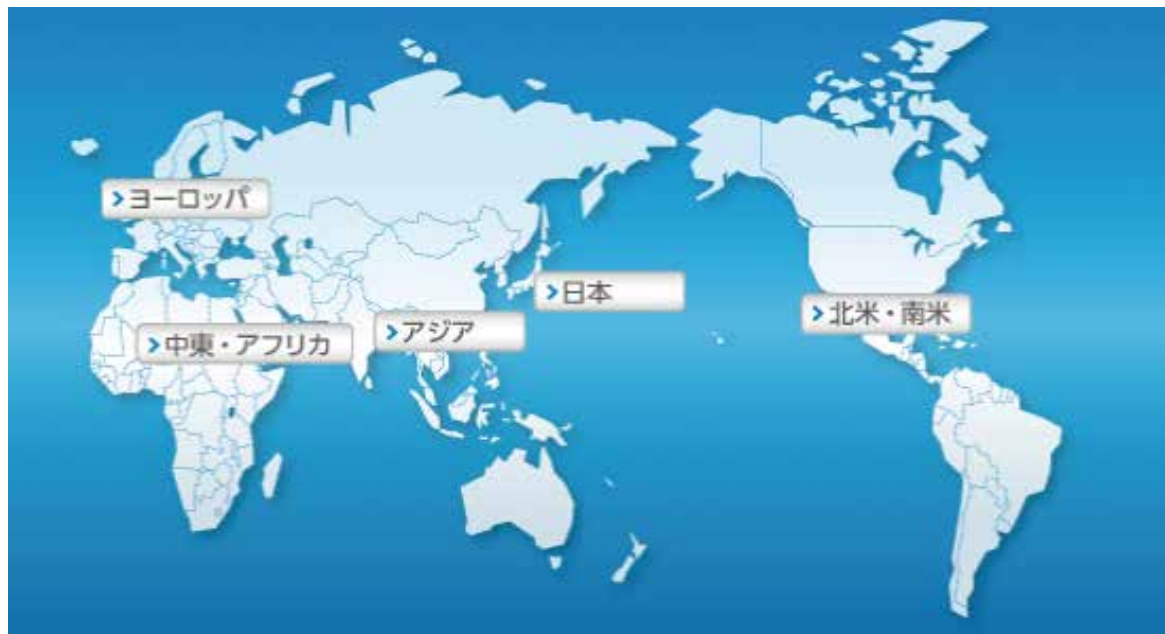 ヨーロッパ
日本
北米・南米
アジア
中東・アフリカ